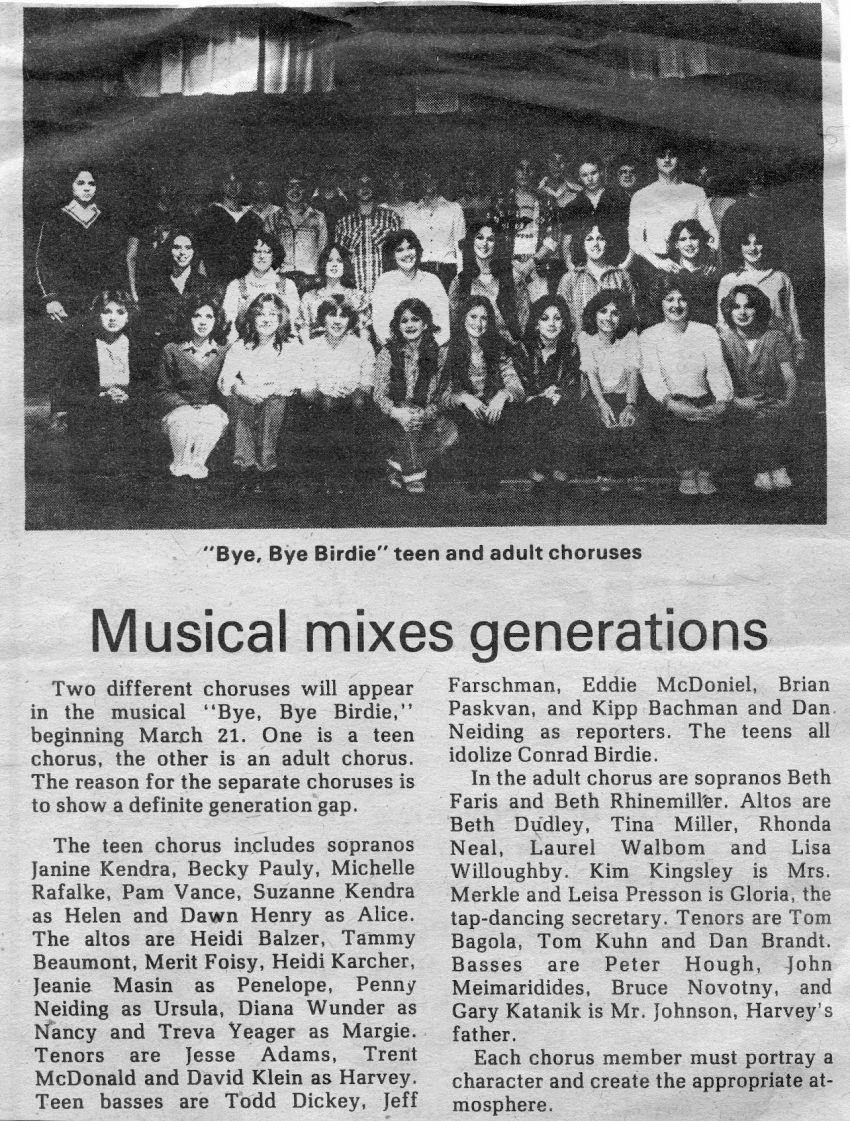 "Bye, Bye Birdie" teen and adult choruses
Musical mixes generations
Two different choruses will appear
in the musical "Bye, Bye Birdie,"
beginning March 21. One is a teen
chorus, the other is an adult chorus.
The reason for the separate choruses is
to show a definite generation gap.
The teen chorus includes sopranos
Janine Kendra, Becky Pauly, Michelle
Rafalke, Pam Vance, Suzanne Kendra
as Helen and Dawn Henry as Alice.
The altos are Heidi Balzer, Tammy
Beaumont, Merit Foisy, Heidi Karcher,
Jeanie Masin as Penelope, Penny
Neiding as Ursula, Diana Wunder as
Nancy and Treva Yeager as Margie.
Tenors are Jesse Adams, Trent
McDonald and David Klein as Harvey.
Teen basses are Todd Dickey, Jeff
Farschman, Eddie McDoniel, Brian
Paskvan, and Kipp Bachman and Dan
Neiding as reporters. The teens all
idolize Conrad Birdie.
In the adult chorus are sopranos Beth
Faris and Beth Rhinemiller. Altos are
Beth Dudley, Tina Miller, Rhonda
Neal, Laurel Walbom and Lisa
Willoughby. Kim Kingsley is Mrs.
Merkle and Leisa Presson is Gloria, the
tap-dancing secretary. Tenors are Tom
Bagola, Tom Kuhn and Dan Brandt.
Basses are Peter Hough, John
Meimaridides, Bruce Novotny, and
Gary Katanik is Mr. Johnson, Harvey's
father.
Each chorus member must portray a
character and create the appropriate at-
mosphere.